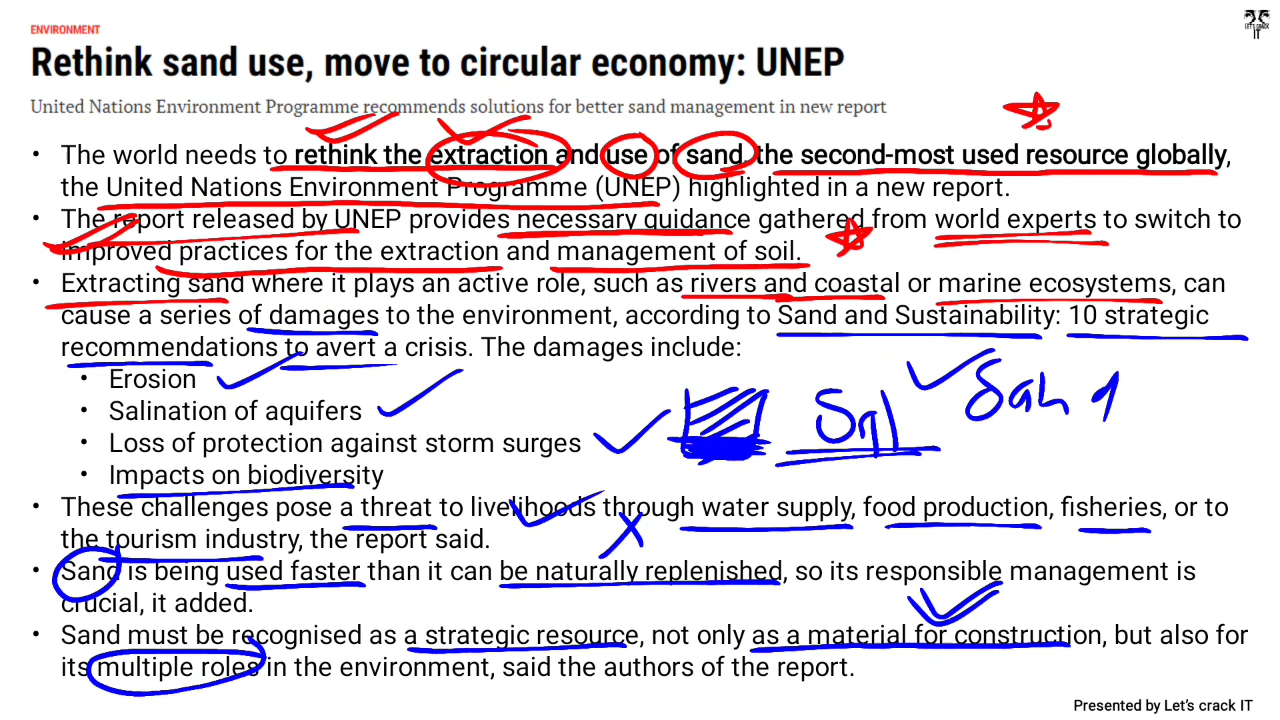 ENVIRONMENT
LET'S CRACK
IT
Rethink sand use, move to circular economy: UNEP
United Nations Environment Programme recommends solutions for better sand management in new report
• The world needs to rethink the extraction and use of sand, the second-most used resource globally,
the United Nations Environment Programme (UNEP) highlighted in a new report.
• The report released by UNEP provides necessary guidance gathered from world experts to switch to
improved practices for the extraction and management of soil.
• Extracting sand where it plays an active role, such as rivers and coastal or marine ecosystems, can
cause a series of damages to the environment, according to Sand and Sustainability: 10 strategic
recommendations to avert a crisis. The damages include:
• Erosion
• Salination of aquifers
• Loss of protection against storm surges
• Impacts on biodiversity
• These challenges pose a threat to livelihoods through water supply, food production, fisheries, or to
the tourism industry, the report said.
• Sand is being used faster than it can be naturally replenished, so its responsible management is
crucial, it added.
• Sand must be recognised as a strategic resource, not only as a material for construction, but also for
its multiple roles in the environment, said the authors of the report.
Presented by Let's crack IT